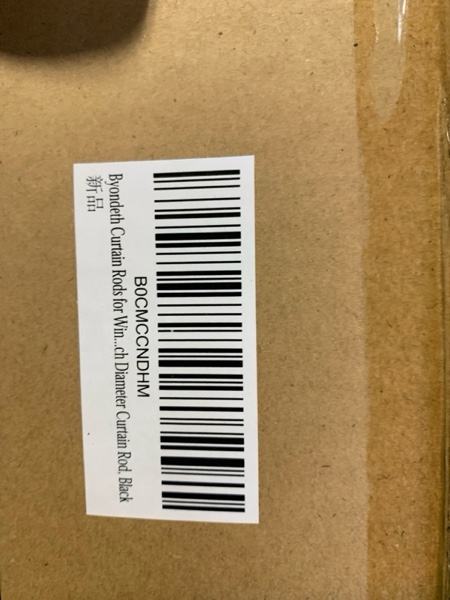 B0CMCCNDHM
Byondeth Curtain Rods for Win...ch Diameter Curtain Rod, Black
新品